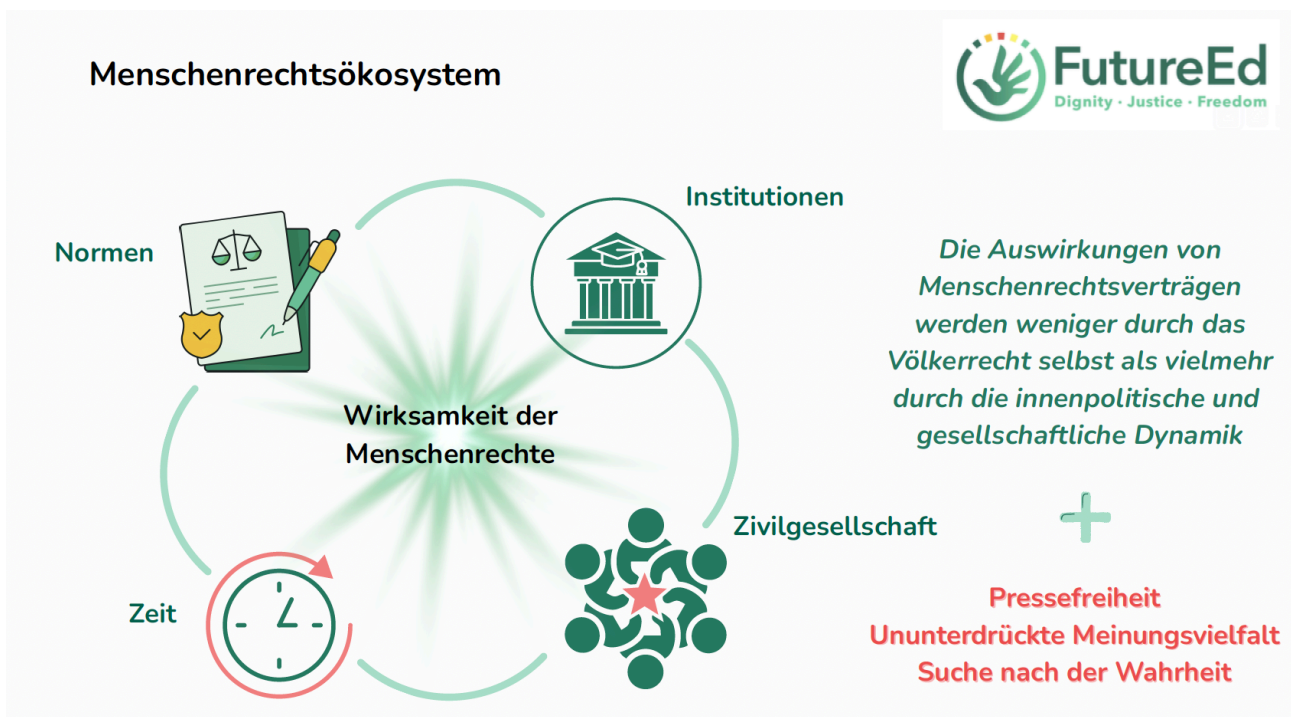 Menschenrechtsökosystem
FutureEd
Dignity · Justice · Freedom
Normen
Institutionen
Wirksamkeit der
Menschenrechte
Zeit
Zivilgesellschaft
Die Auswirkungen von
Menschenrechtsverträgen
werden weniger durch das
Völkerrecht selbst als vielmehr
durch die innenpolitische und
gesellschaftliche Dynamik
+
Pressefreiheit
Ununterdrückte Meinungsvielfalt
Suche nach der Wahrheit